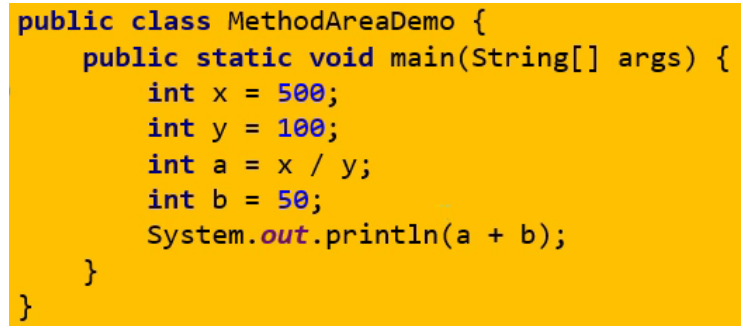 public class MethodAreaDemo {
    public static void main(String[] args) {
        int x = 500;
        int y = 100;
        int a = x / y;
        int b = 50;
        System.out.println(a + b);
    }
}